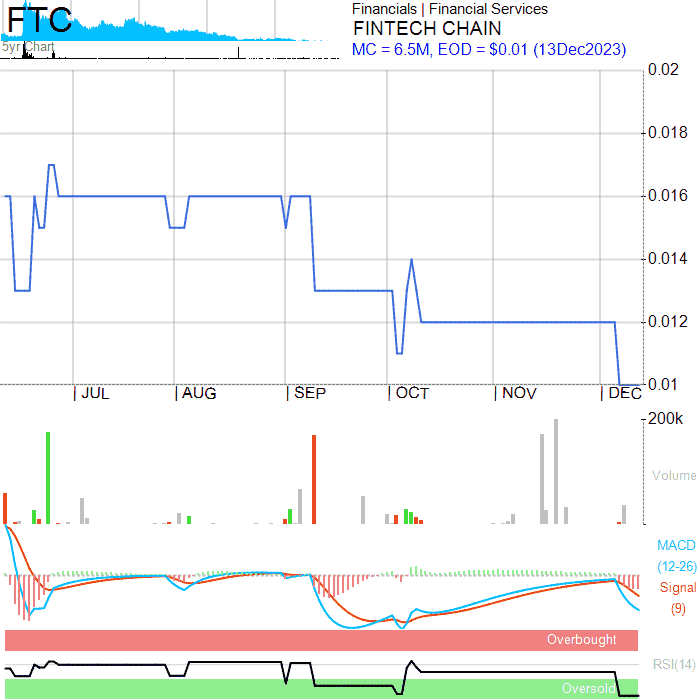 FTC
5yr Chart
Financials | Financial Services
FINTECH CHAIN
MC = 6.5M, EOD = $0.01 (13Dec2023)
0.02
0.018
0.016
0.014
0.012
0.01
| JUL | AUG | SEP | OCT | NOV | DEC
200k
Volume
MACD
(12-26)
Signal
(9)
Overbought
RSI(14)
Oversold